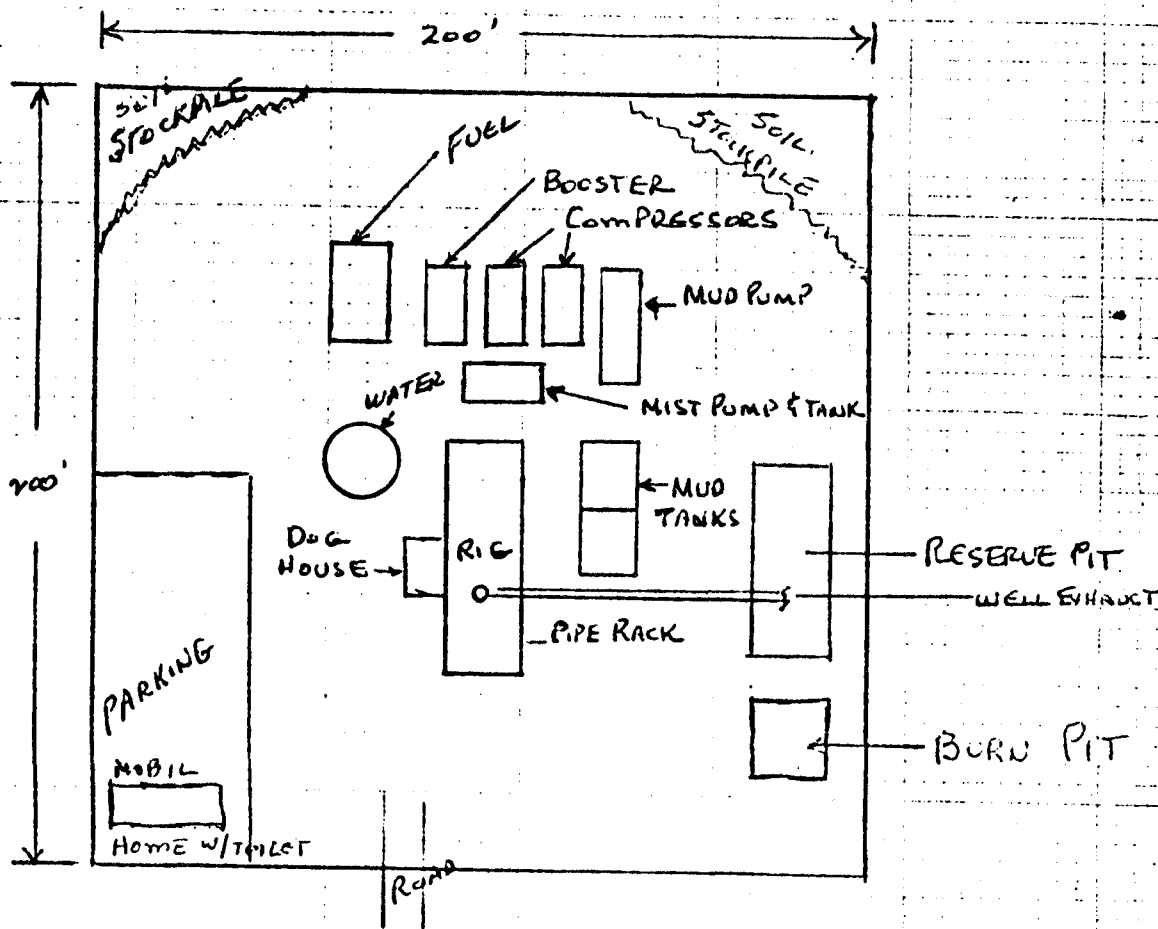 200'
SOIL
STOCKPILE
SOIL
STOCKPILE
FUEL
BOOSTER
COMPRESSORS
MUD PUMP
MIST PUMP & TANK
WATER
200'
MUD
TANKS
DOG
HOUSE
RIG
RESERVE PIT
WELL EXHAUST
PIPE RACK
PARKING
BURN PIT
MOBIL
HOME W/TOILET
ROAD